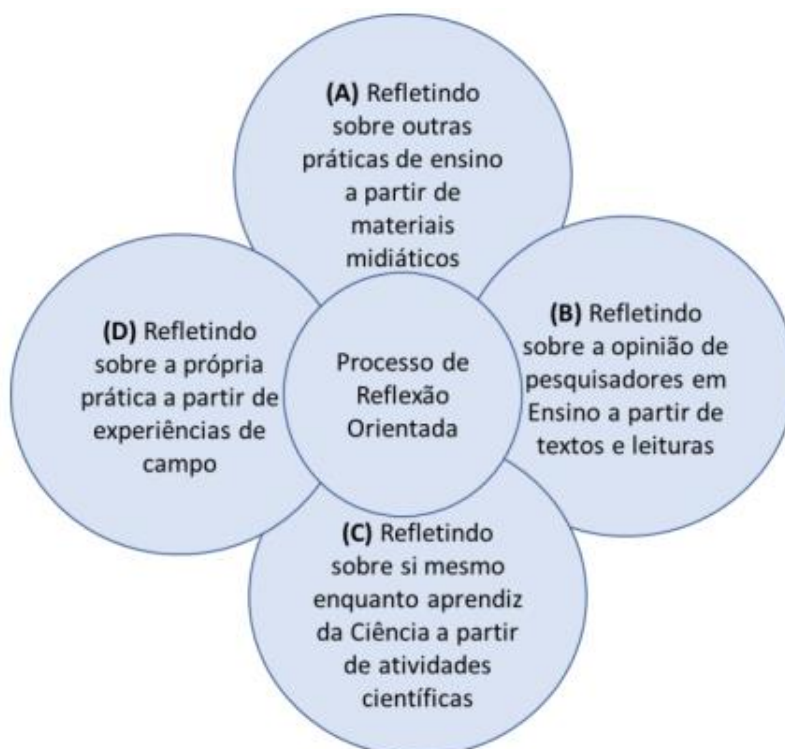 (A) Refletindo
sobre outras
práticas de ensino
a partir de
materiais
midiáticos
(B) Refletindo
sobre a opinião de
pesquisadores em
Ensino a partir de
textos e leituras
(D) Refletindo
sobre a própria
prática a partir de
experiências de
campo
Processo de
Reflexão
Orientada
(C) Refletindo
sobre si mesmo
enquanto aprendiz
da Ciência a partir
de atividades
científicas